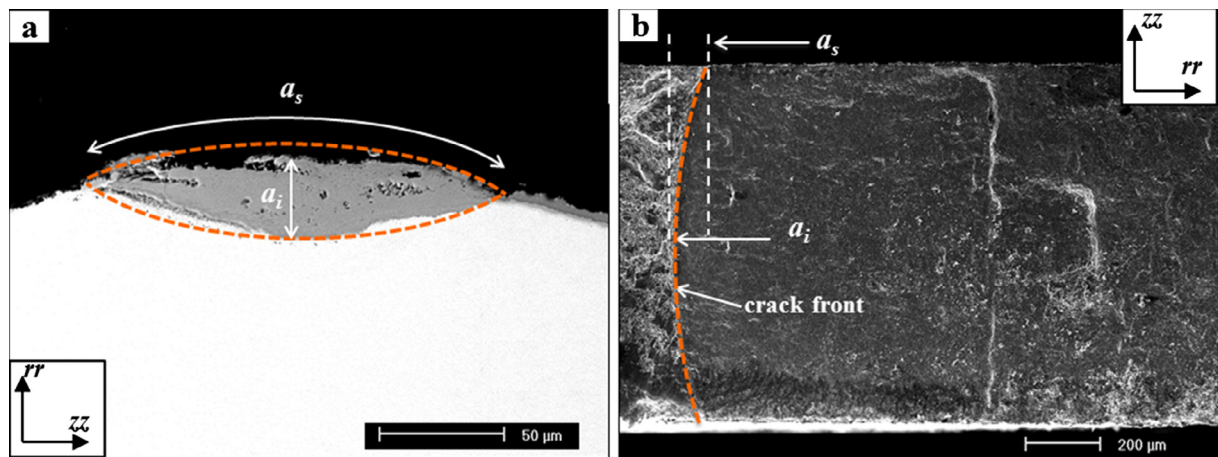 a
a_s
a_i
rr
zz
50 µm
b
a_s
zz
rr
a_i
crack front
200 µm